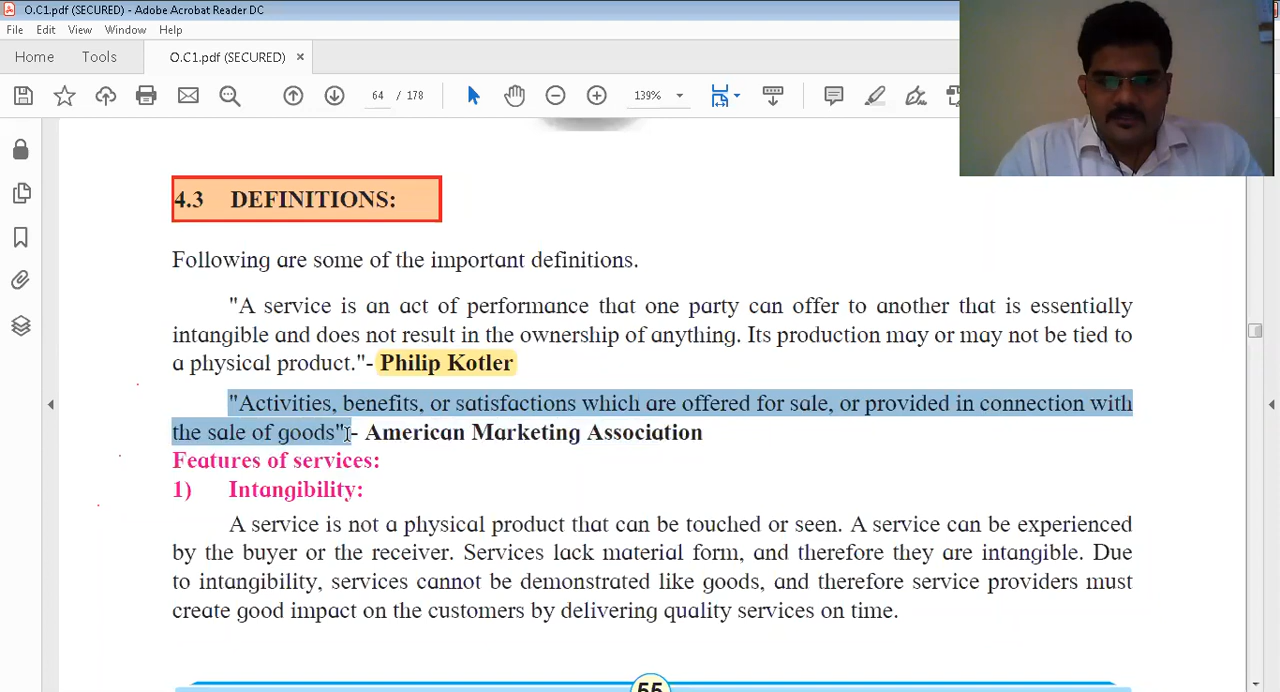 O.C1.pdf (SECURED) - Adobe Acrobat Reader DC
File Edit View Window Help
Home Tools O.C1.pdf (SECURED) ×
64 / 178 139%
4.3 DEFINITIONS:
Following are some of the important definitions.
"A service is an act of performance that one party can offer to another that is essentially
intangible and does not result in the ownership of anything. Its production may or may not be tied to
a physical product."- Philip Kotler
"Activities, benefits, or satisfactions which are offered for sale, or provided in connection with
the sale of goods" - American Marketing Association
Features of services:
1) Intangibility:
A service is not a physical product that can be touched or seen. A service can be experienced
by the buyer or the receiver. Services lack material form, and therefore they are intangible. Due
to intangibility, services cannot be demonstrated like goods, and therefore service providers must
create good impact on the customers by delivering quality services on time.
55